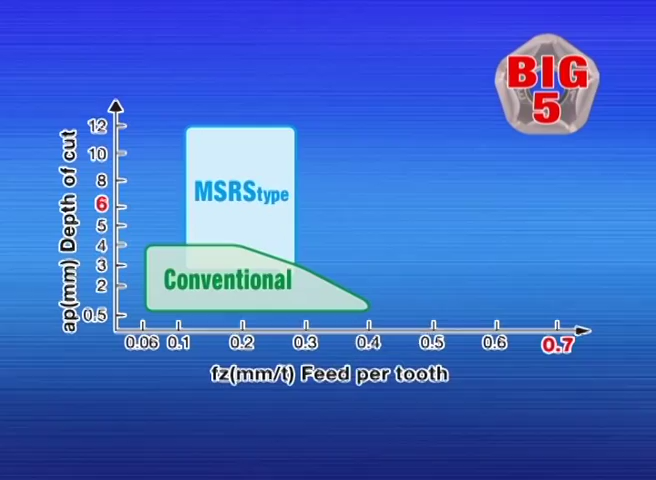 BIG
5
ap(mm) Depth of cut
12
10
8
6
5
4
3
2
0.5
MSRStype
Conventional
0.06 0.1 0.2 0.3 0.4 0.5 0.6 0.7
fz(mm/t) Feed per tooth